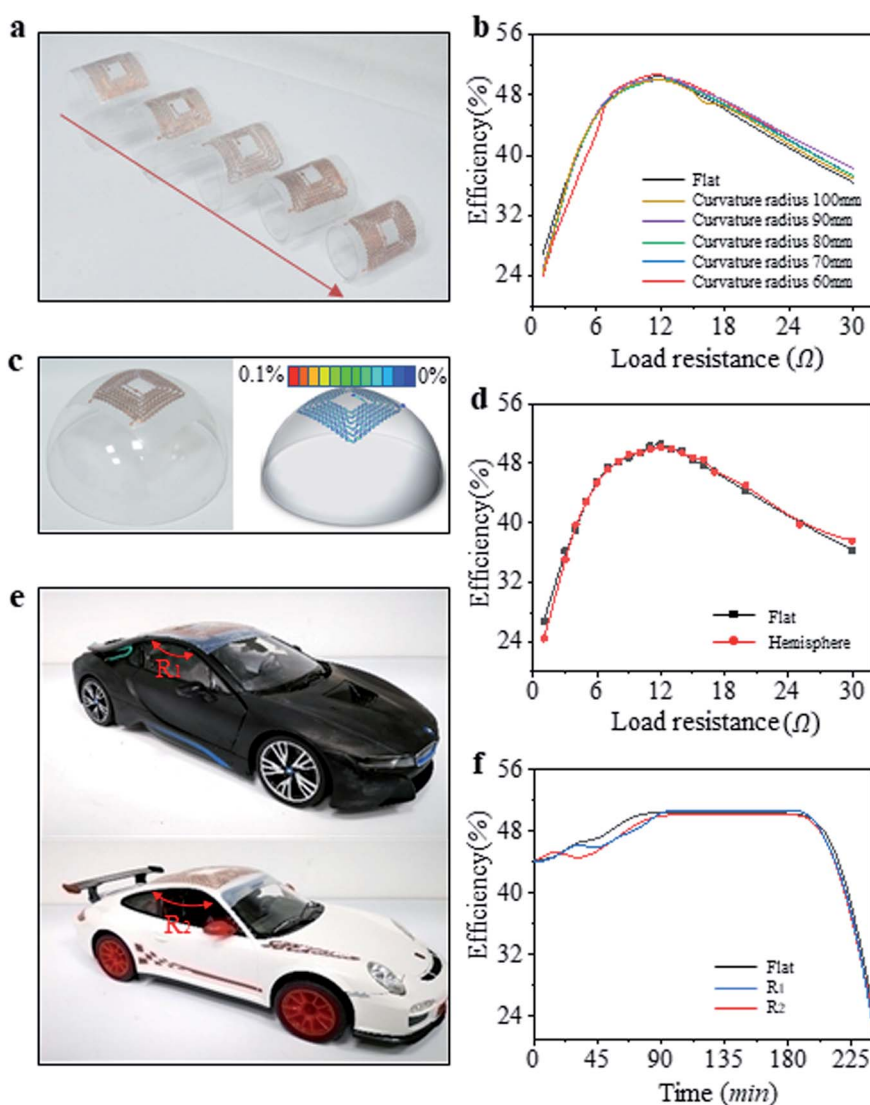 a
b
56
48
40
32
24
Efficiency(%)
Flat
Curvature radius 100mm
Curvature radius 90mm
Curvature radius 80mm
Curvature radius 70mm
Curvature radius 60mm
0 6 12 18 24 30
Load resistance (Ω)
c
0.1% 0%
d
56
48
40
32
24
Efficiency(%)
Flat
Hemisphere
0 6 12 18 24 30
Load resistance (Ω)
e
R1
R2
f
56
48
40
32
24
Efficiency(%)
Flat
R1
R2
0 45 90 135 180 225
Time (min)